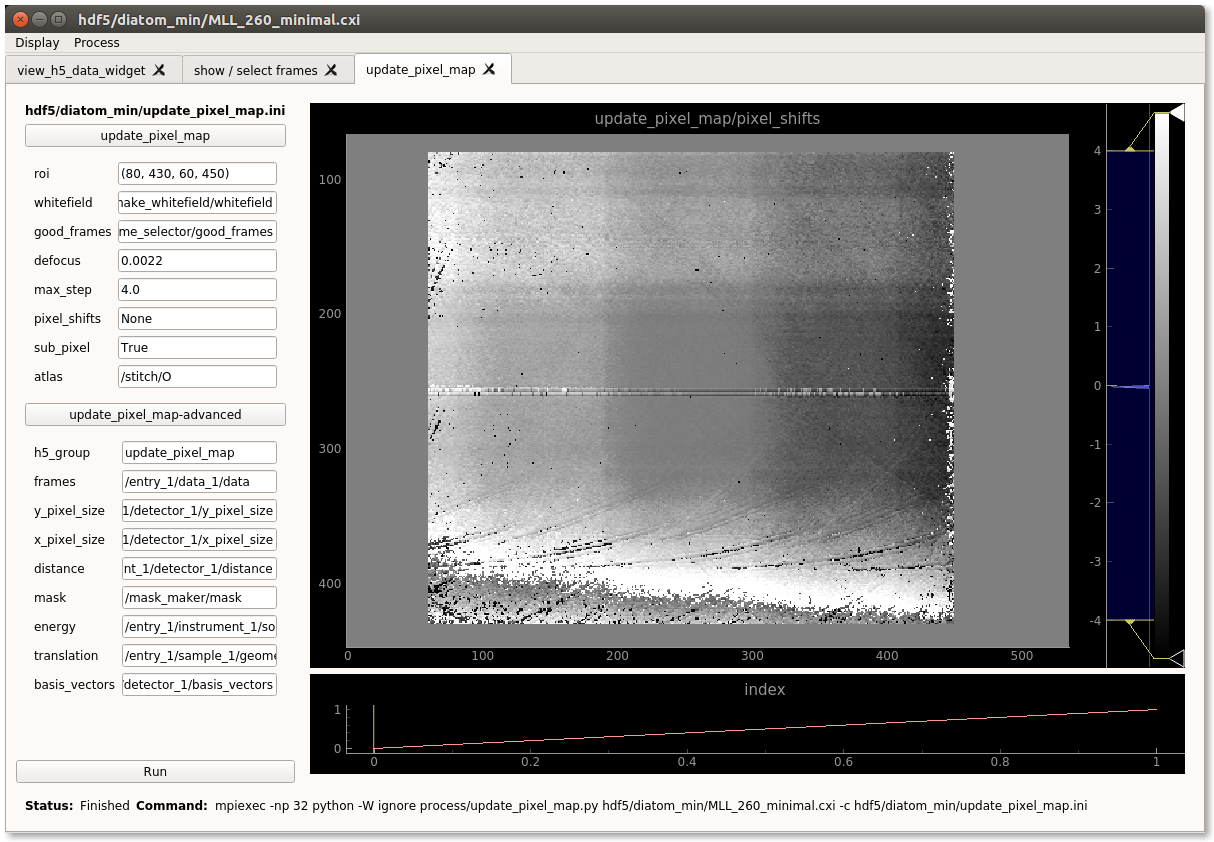 hdf5/diatom_min/MLL_260_minimal.cxi
Display Process
view_h5_data_widget show / select frames update_pixel_map
hdf5/diatom_min/update_pixel_map.ini
update_pixel_map
roi (80, 430, 60, 450)
whitefield nake_whitefield/whitefield
good_frames me_selector/good_frames
defocus 0.0022
max_step 4.0
pixel_shifts None
sub_pixel True
atlas /stitch/O
update_pixel_map-advanced
h5_group update_pixel_map
frames /entry_1/data_1/data
y_pixel_size 1/detector_1/y_pixel_size
x_pixel_size 1/detector_1/x_pixel_size
distance nt_1/detector_1/distance
mask /mask_maker/mask
energy /entry_1/instrument_1/so
translation /entry_1/sample_1/geome
basis_vectors detector_1/basis_vectors
Run
update_pixel_map/pixel_shifts
100
200
300
400
0 100 200 300 400 500
4
3
2
1
0
-1
-2
-3
-4
index
1
0
0 0.2 0.4 0.6 0.8 1
Status: Finished Command: mpiexec -np 32 python -W ignore process/update_pixel_map.py hdf5/diatom_min/MLL_260_minimal.cxi -c hdf5/diatom_min/update_pixel_map.ini